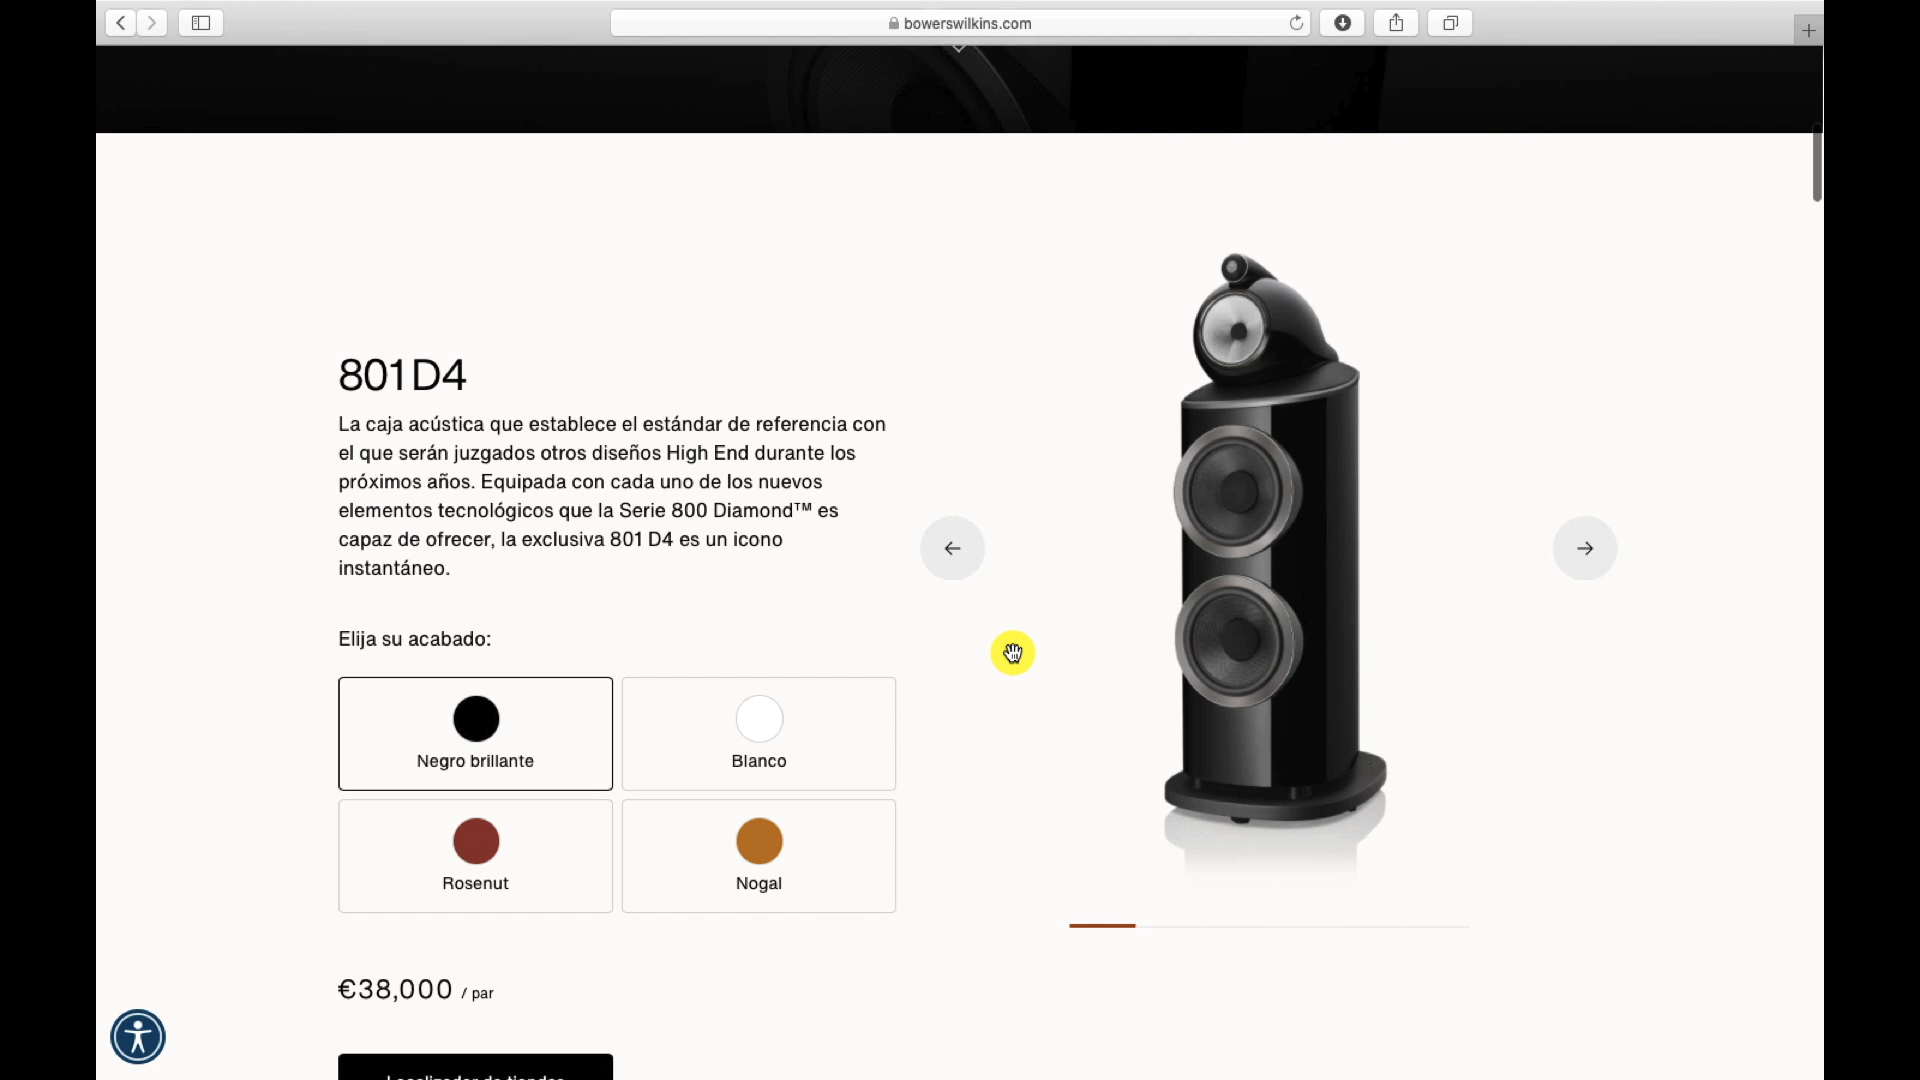 bowerswilkins.com
801 D4
La caja acústica que establece el estándar de referencia con
el que serán juzgados otros diseños High End durante los
próximos años. Equipada con cada uno de los nuevos
elementos tecnológicos que la Serie 800 Diamond™ es
capaz de ofrecer, la exclusiva 801 D4 es un icono
instantáneo.
Elija su acabado:
Negro brillante
Blanco
Rosenut
Nogal
€38,000 / par
Localizador de tiendas